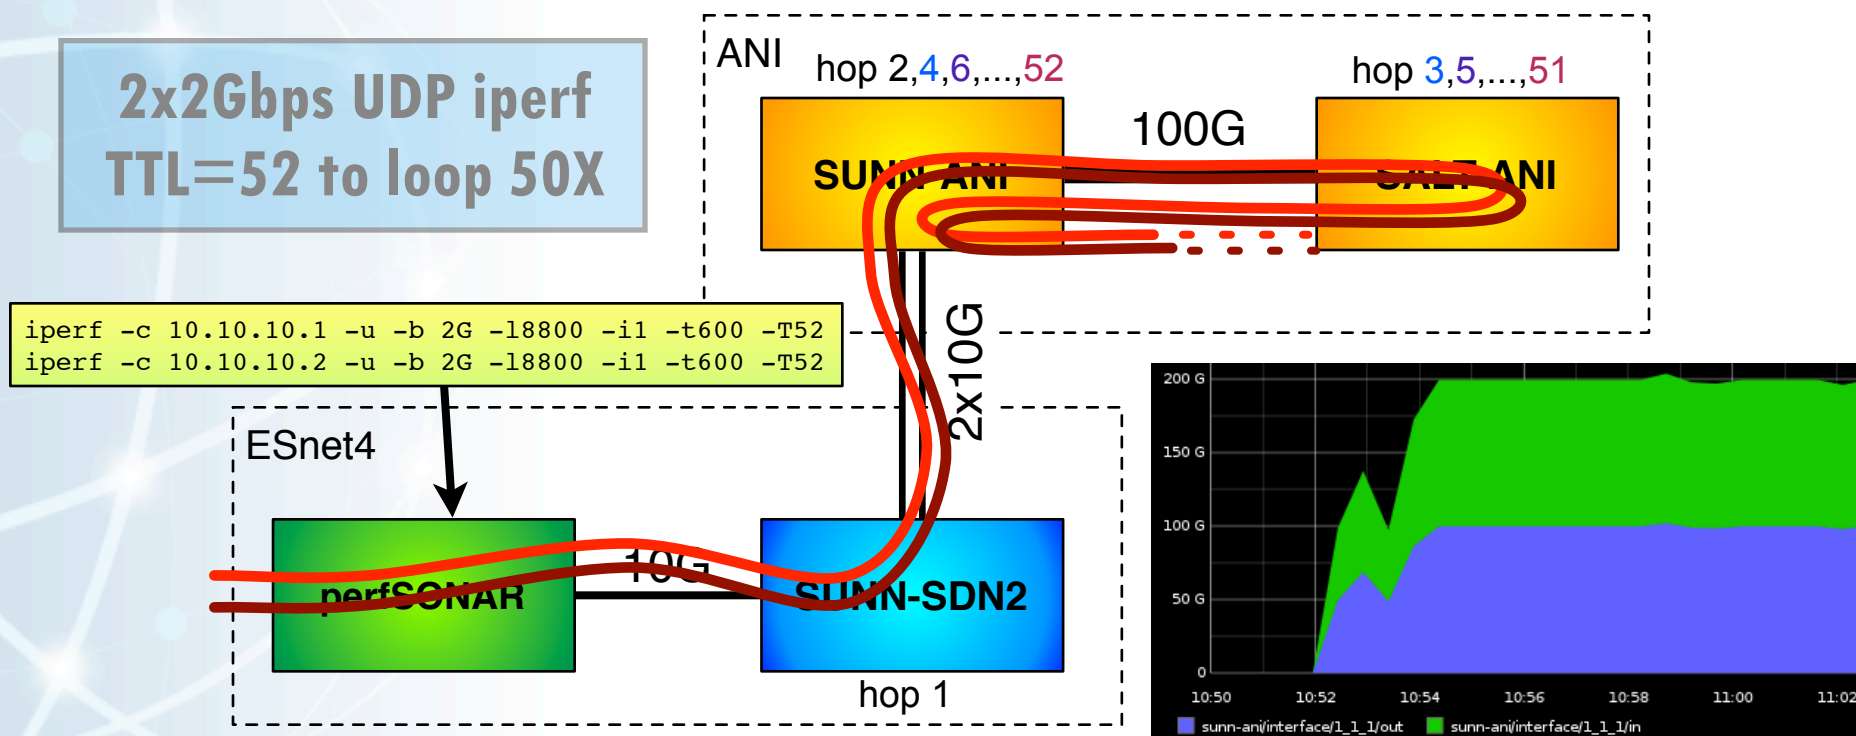 2x2Gbps UDP iperf
TTL=52 to loop 50X
ANI
hop 2,4,6,...,52
hop 3,5,...,51
100G
SUNN-ANI
SALT-ANI
iperf -c 10.10.10.1 -u -b 2G -l8800 -i1 -t600 -T52
iperf -c 10.10.10.2 -u -b 2G -l8800 -i1 -t600 -T52
2x10G
ESnet4
10G
perfSONAR
SUNN-SDN2
hop 1
200 G
150 G
100 G
50 G
0
10:50 10:52 10:54 10:56 10:58 11:00 11:02
sunn-ani/interface/1_1_1/out sunn-ani/interface/1_1_1/in